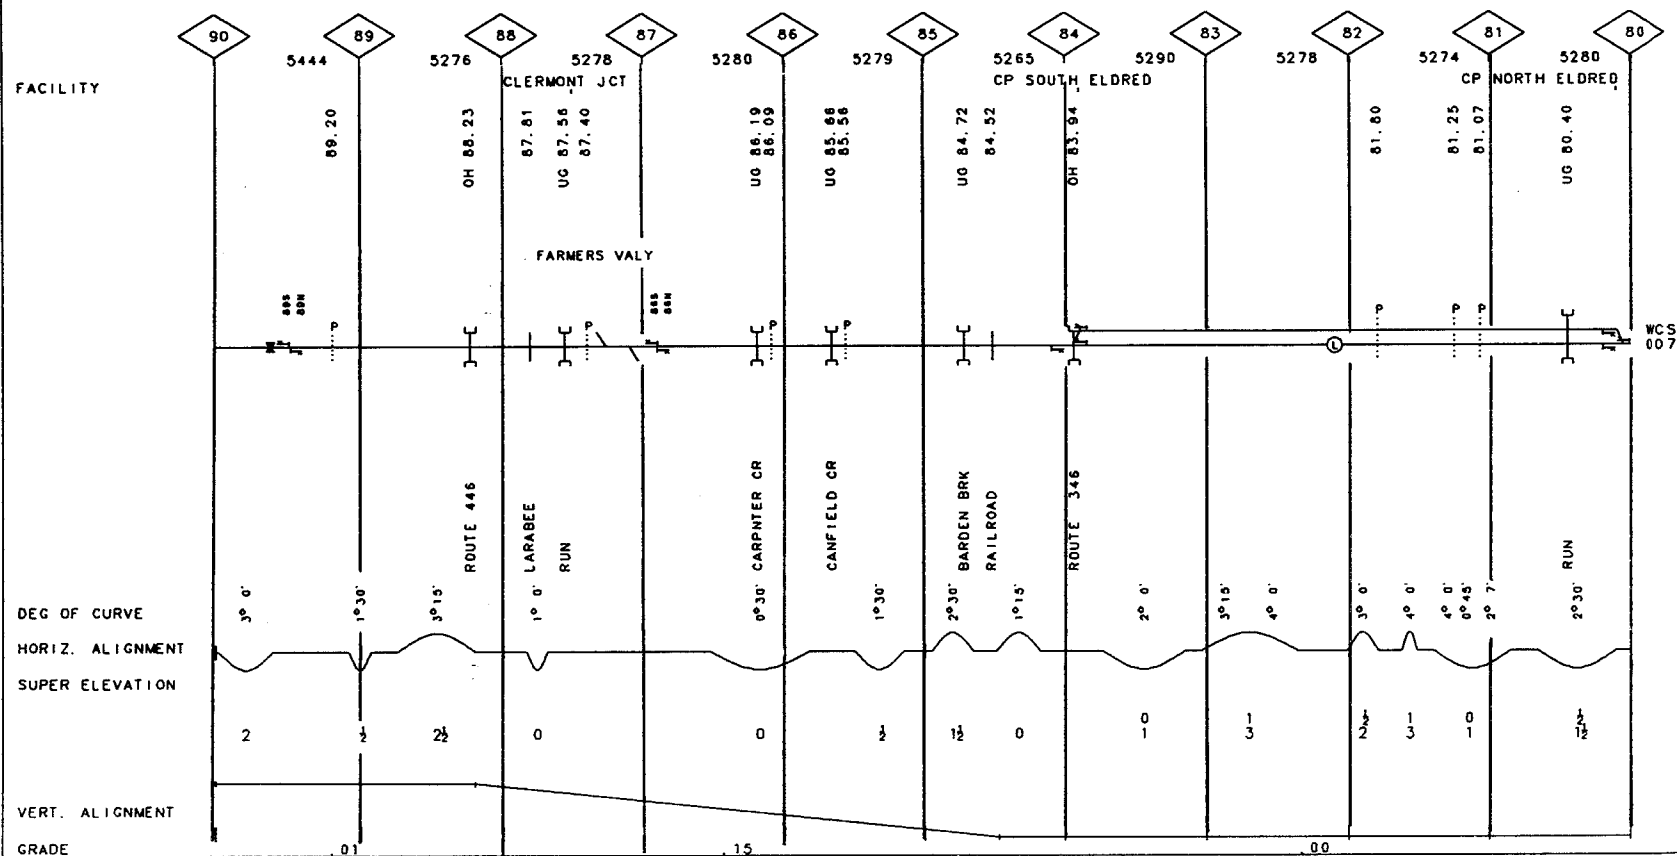 90 89 88 87 86 85 84 83 82 81 80
5444 5276 5278 5280 5279 5265 5290 5278 5274 5280
FACILITY
CLERMONT JCT
CP SOUTH ELDRED
CP NORTH ELDRED
89.20
OH 88.23
87.81
UG 87.56
87.40
UG 86.19
86.09
UG 85.66
85.56
UG 84.72
84.52
OH 83.94
81.80
81.25
81.07
UG 80.40
FARMERS VALY
89S
89N
86S
86N
P P P P P P P
L
WCS
007
ROUTE 446
LARABEE
RUN
CARPNTER CR
CANFIELD CR
BARDEN BRK
RAILROAD
ROUTE 346
RUN
DEG OF CURVE
3° 0' 1°30' 3°15' 1° 0' 0°30' 1°30' 2°30' 1°15' 2° 0' 3°15' 4° 0' 3° 0' 4° 0' 4° 0' 0°45' 2° 7' 2°30'
HORIZ. ALIGNMENT
SUPER ELEVATION
0 1 ½ 1 0 ½
2 ½ 2½ 0 0 ½ 1½ 0 1 3 2 3 1 1½
VERT. ALIGNMENT
GRADE
.01 .15 .00